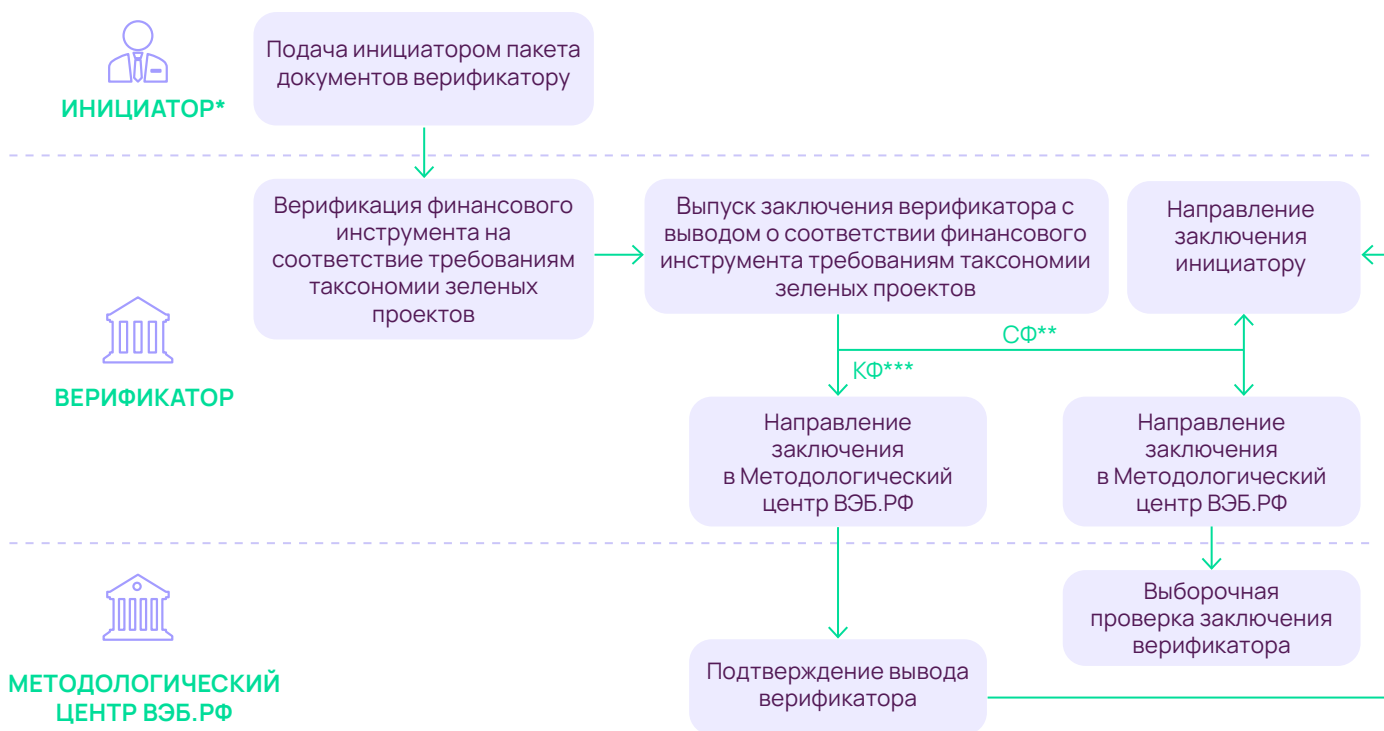 Подача инициатором пакета
документов верификатору
ИНИЦИАТОР*
Верификация финансового
инструмента на
соответствие требованиям
таксономии зеленых
проектов
Выпуск заключения верификатора с
выводом о соответствии финансового
инструмента требованиям таксономии
зеленых проектов
Направление
заключения
инициатору
СФ**
КФ***
ВЕРИФИКАТОР
Направление
заключения
в Методологический
центр ВЭБ.РФ
Направление
заключения
в Методологический
центр ВЭБ.РФ
Выборочная
проверка заключения
верификатора
МЕТОДОЛОГИЧЕСКИЙ
ЦЕНТР ВЭБ.РФ
Подтверждение вывода
верификатора